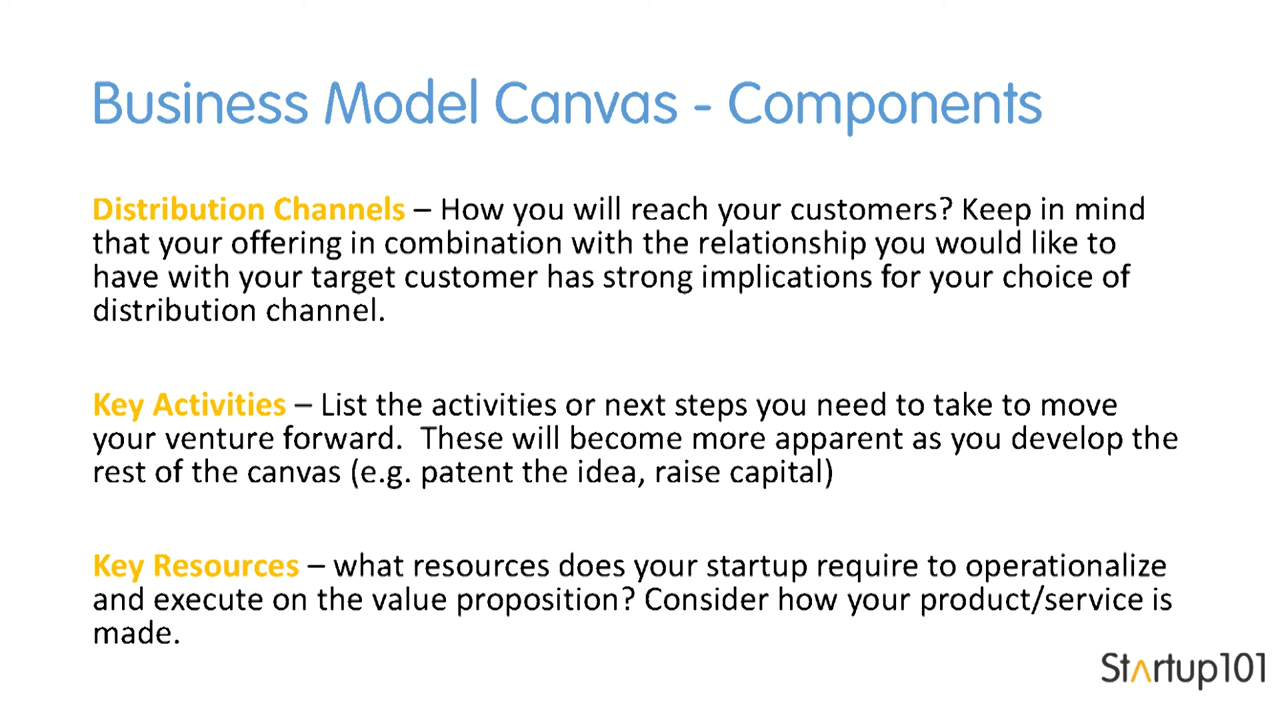 Business Model Canvas - Components
Distribution Channels – How you will reach your customers? Keep in mind
that your offering in combination with the relationship you would like to
have with your target customer has strong implications for your choice of
distribution channel.
Key Activities – List the activities or next steps you need to take to move
your venture forward.  These will become more apparent as you develop the
rest of the canvas (e.g. patent the idea, raise capital)
Key Resources – what resources does your startup require to operationalize
and execute on the value proposition? Consider how your product/service is
made.
Startup101